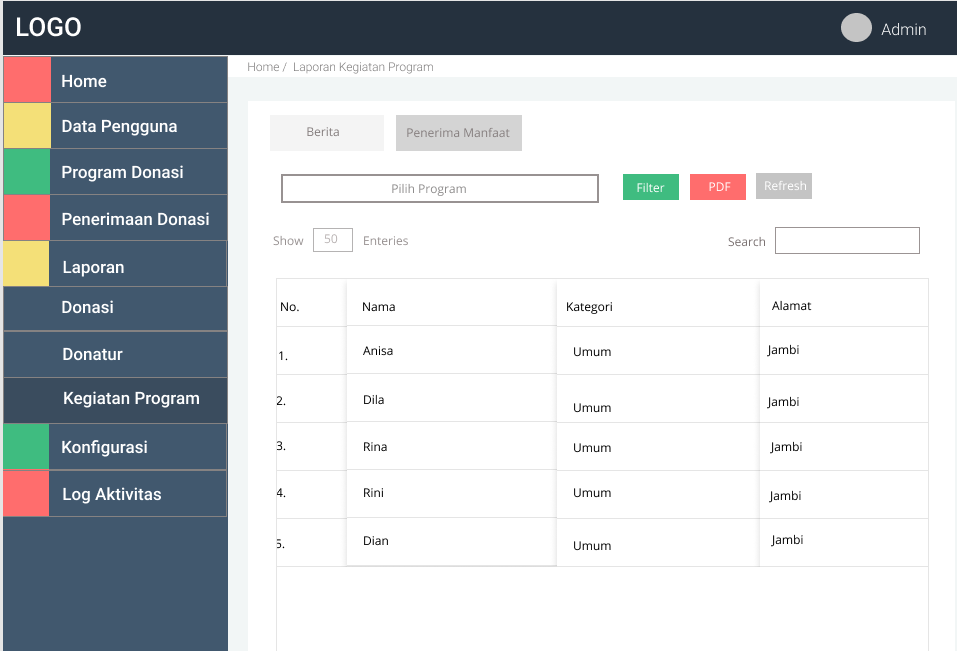 LOGO
Admin
Home / Laporan Kegiatan Program
Home
Data Pengguna
Program Donasi
Penerimaan Donasi
Laporan
Donasi
Donatur
Kegiatan Program
Konfigurasi
Log Aktivitas
Berita Penerima Manfaat
Pilih Program Filter PDF Refresh
Show 50 Enteries Search
No. Nama Kategori Alamat
1. Anisa Umum Jambi
2. Dila Umum Jambi
3. Rina Umum Jambi
4. Rini Umum Jambi
5. Dian Umum Jambi